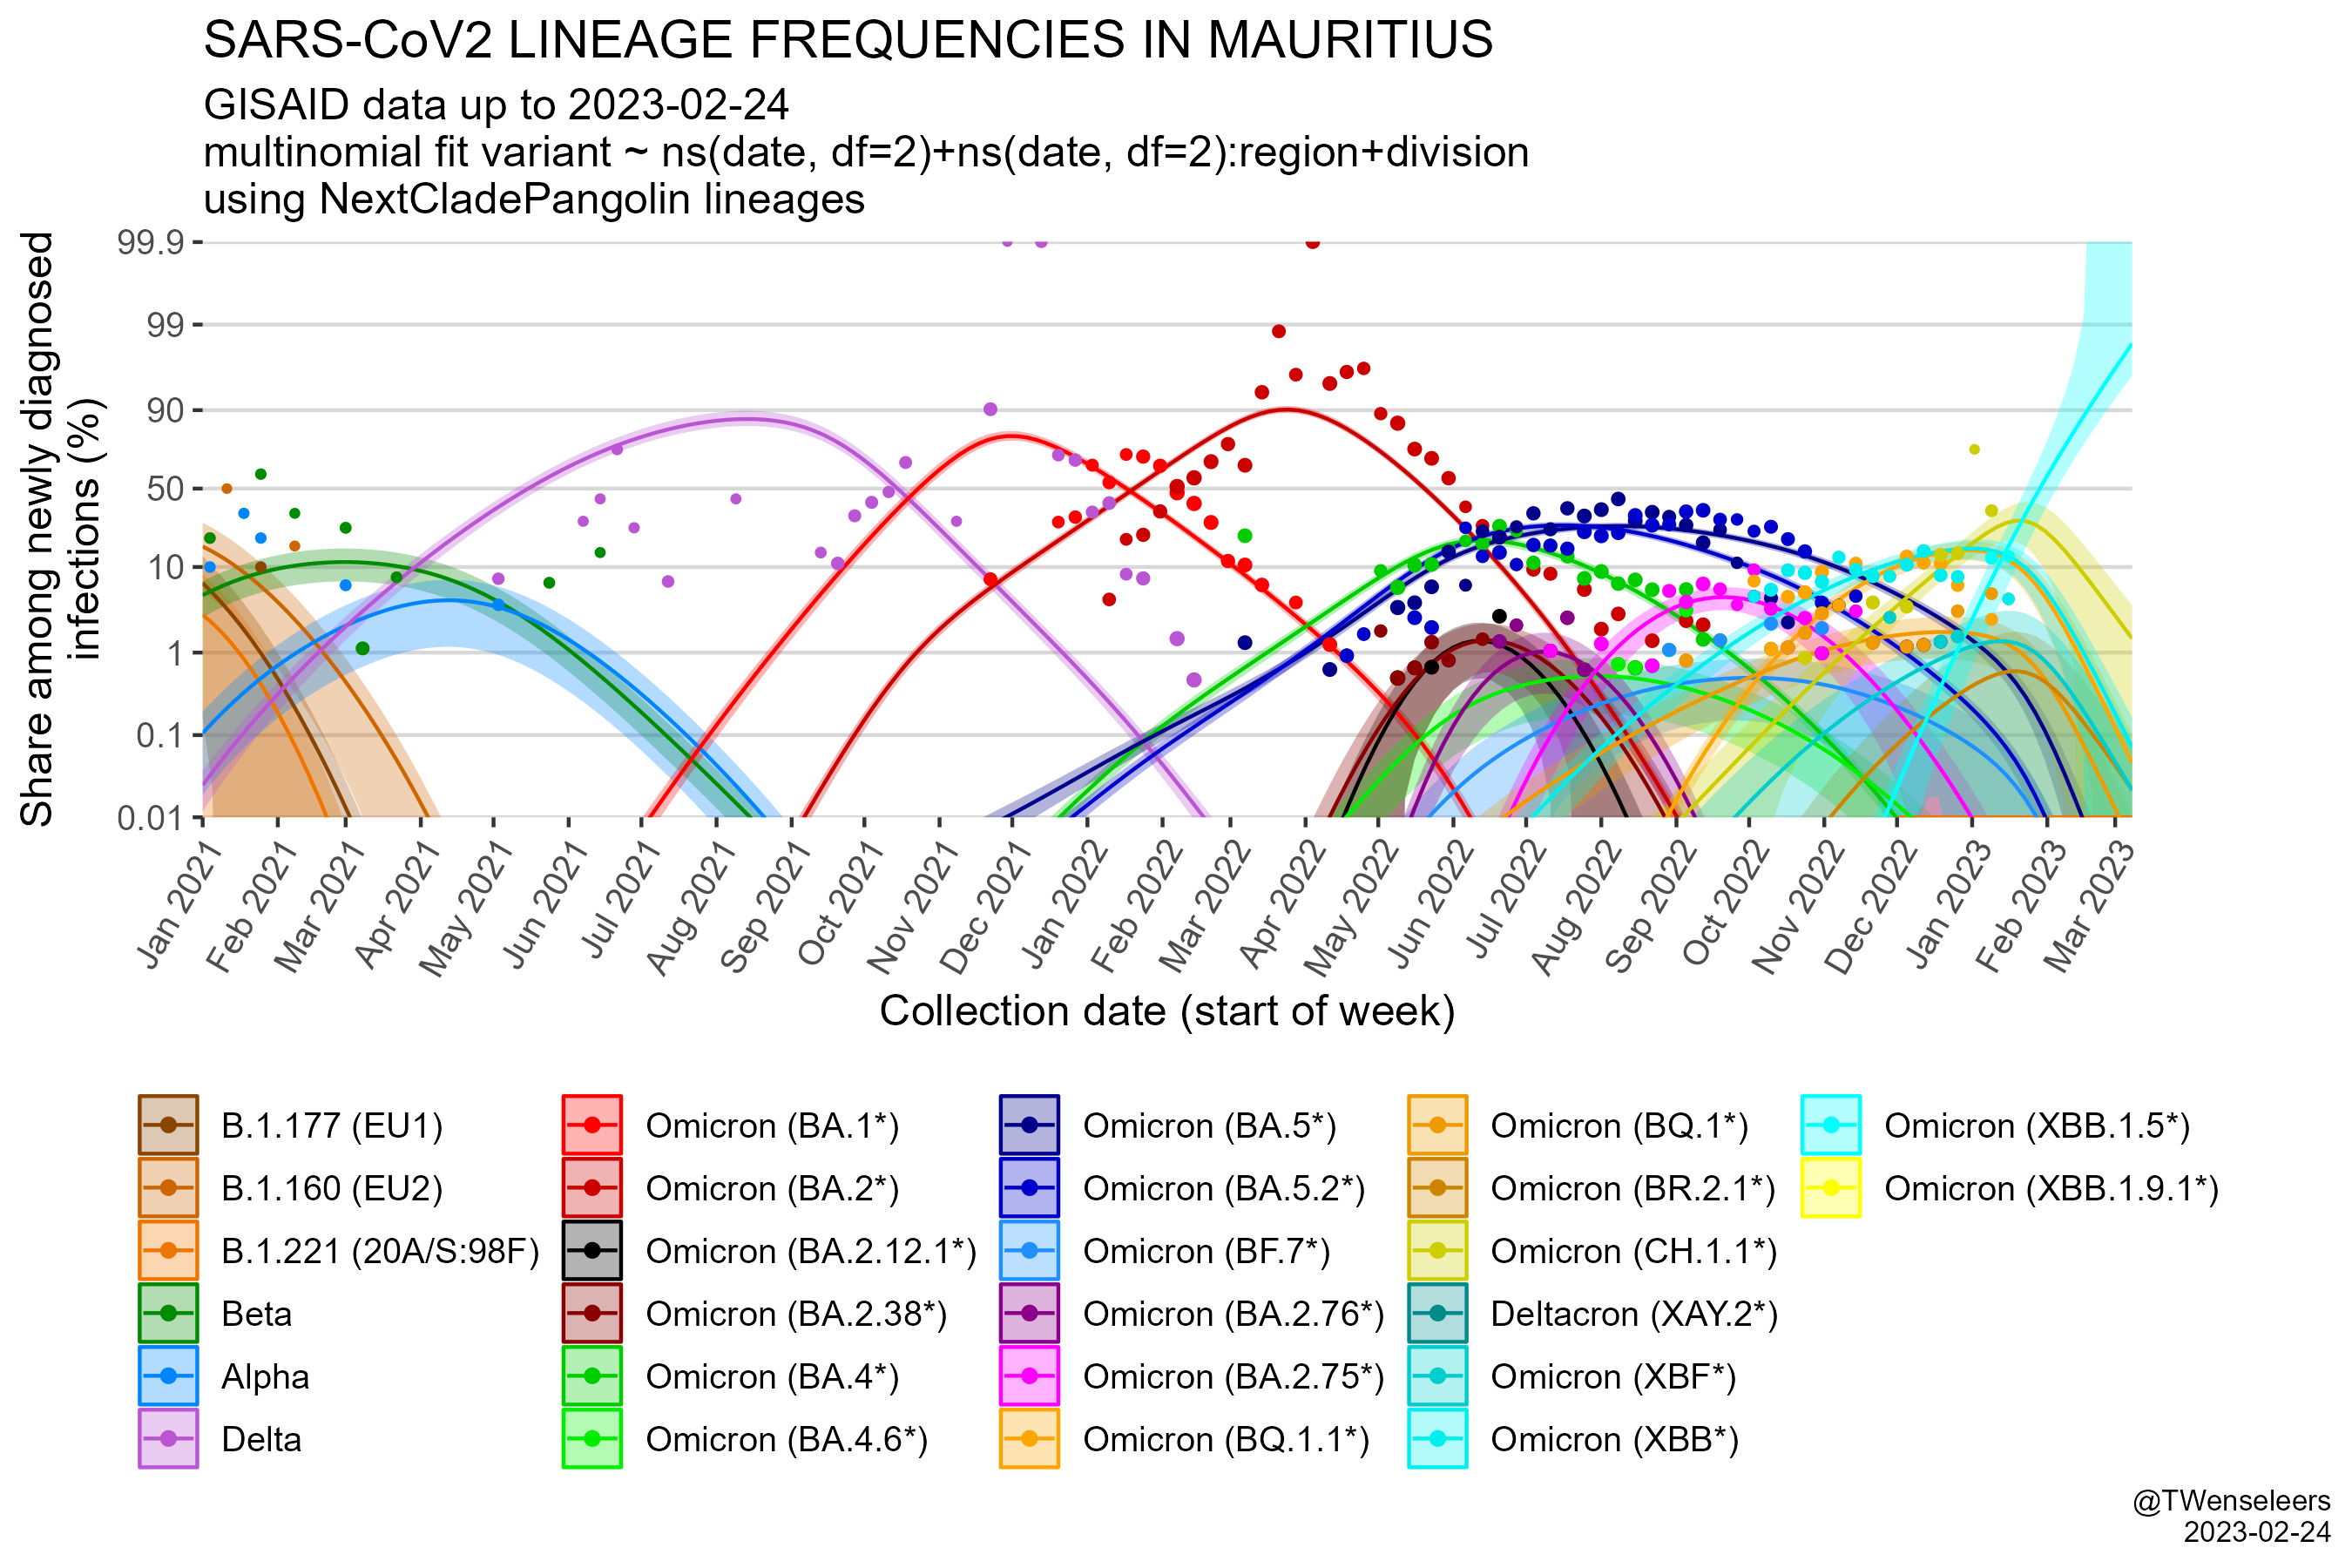 SARS-CoV2 LINEAGE FREQUENCIES IN MAURITIUS
GISAID data up to 2023-02-24
multinomial fit variant ~ ns(date, df=2)+ns(date, df=2):region+division
using NextCladePangolin lineages
Share among newly diagnosed
infections (%)
99.9
99
90
50
10
1
0.1
0.01
Jan 2021
Feb 2021
Mar 2021
Apr 2021
May 2021
Jun 2021
Jul 2021
Aug 2021
Sep 2021
Oct 2021
Nov 2021
Dec 2021
Jan 2022
Feb 2022
Mar 2022
Apr 2022
May 2022
Jun 2022
Jul 2022
Aug 2022
Sep 2022
Oct 2022
Nov 2022
Dec 2022
Jan 2023
Feb 2023
Mar 2023
Collection date (start of week)
B.1.177 (EU1)
B.1.160 (EU2)
B.1.221 (20A/S:98F)
Beta
Alpha
Delta
Omicron (BA.1*)
Omicron (BA.2*)
Omicron (BA.2.12.1*)
Omicron (BA.2.38*)
Omicron (BA.4*)
Omicron (BA.4.6*)
Omicron (BA.5*)
Omicron (BA.5.2*)
Omicron (BF.7*)
Omicron (BA.2.76*)
Omicron (BA.2.75*)
Omicron (BQ.1.1*)
Omicron (BQ.1*)
Omicron (BR.2.1*)
Omicron (CH.1.1*)
Deltacron (XAY.2*)
Omicron (XBF*)
Omicron (XBB*)
Omicron (XBB.1.5*)
Omicron (XBB.1.9.1*)
@TWenseleers
2023-02-24